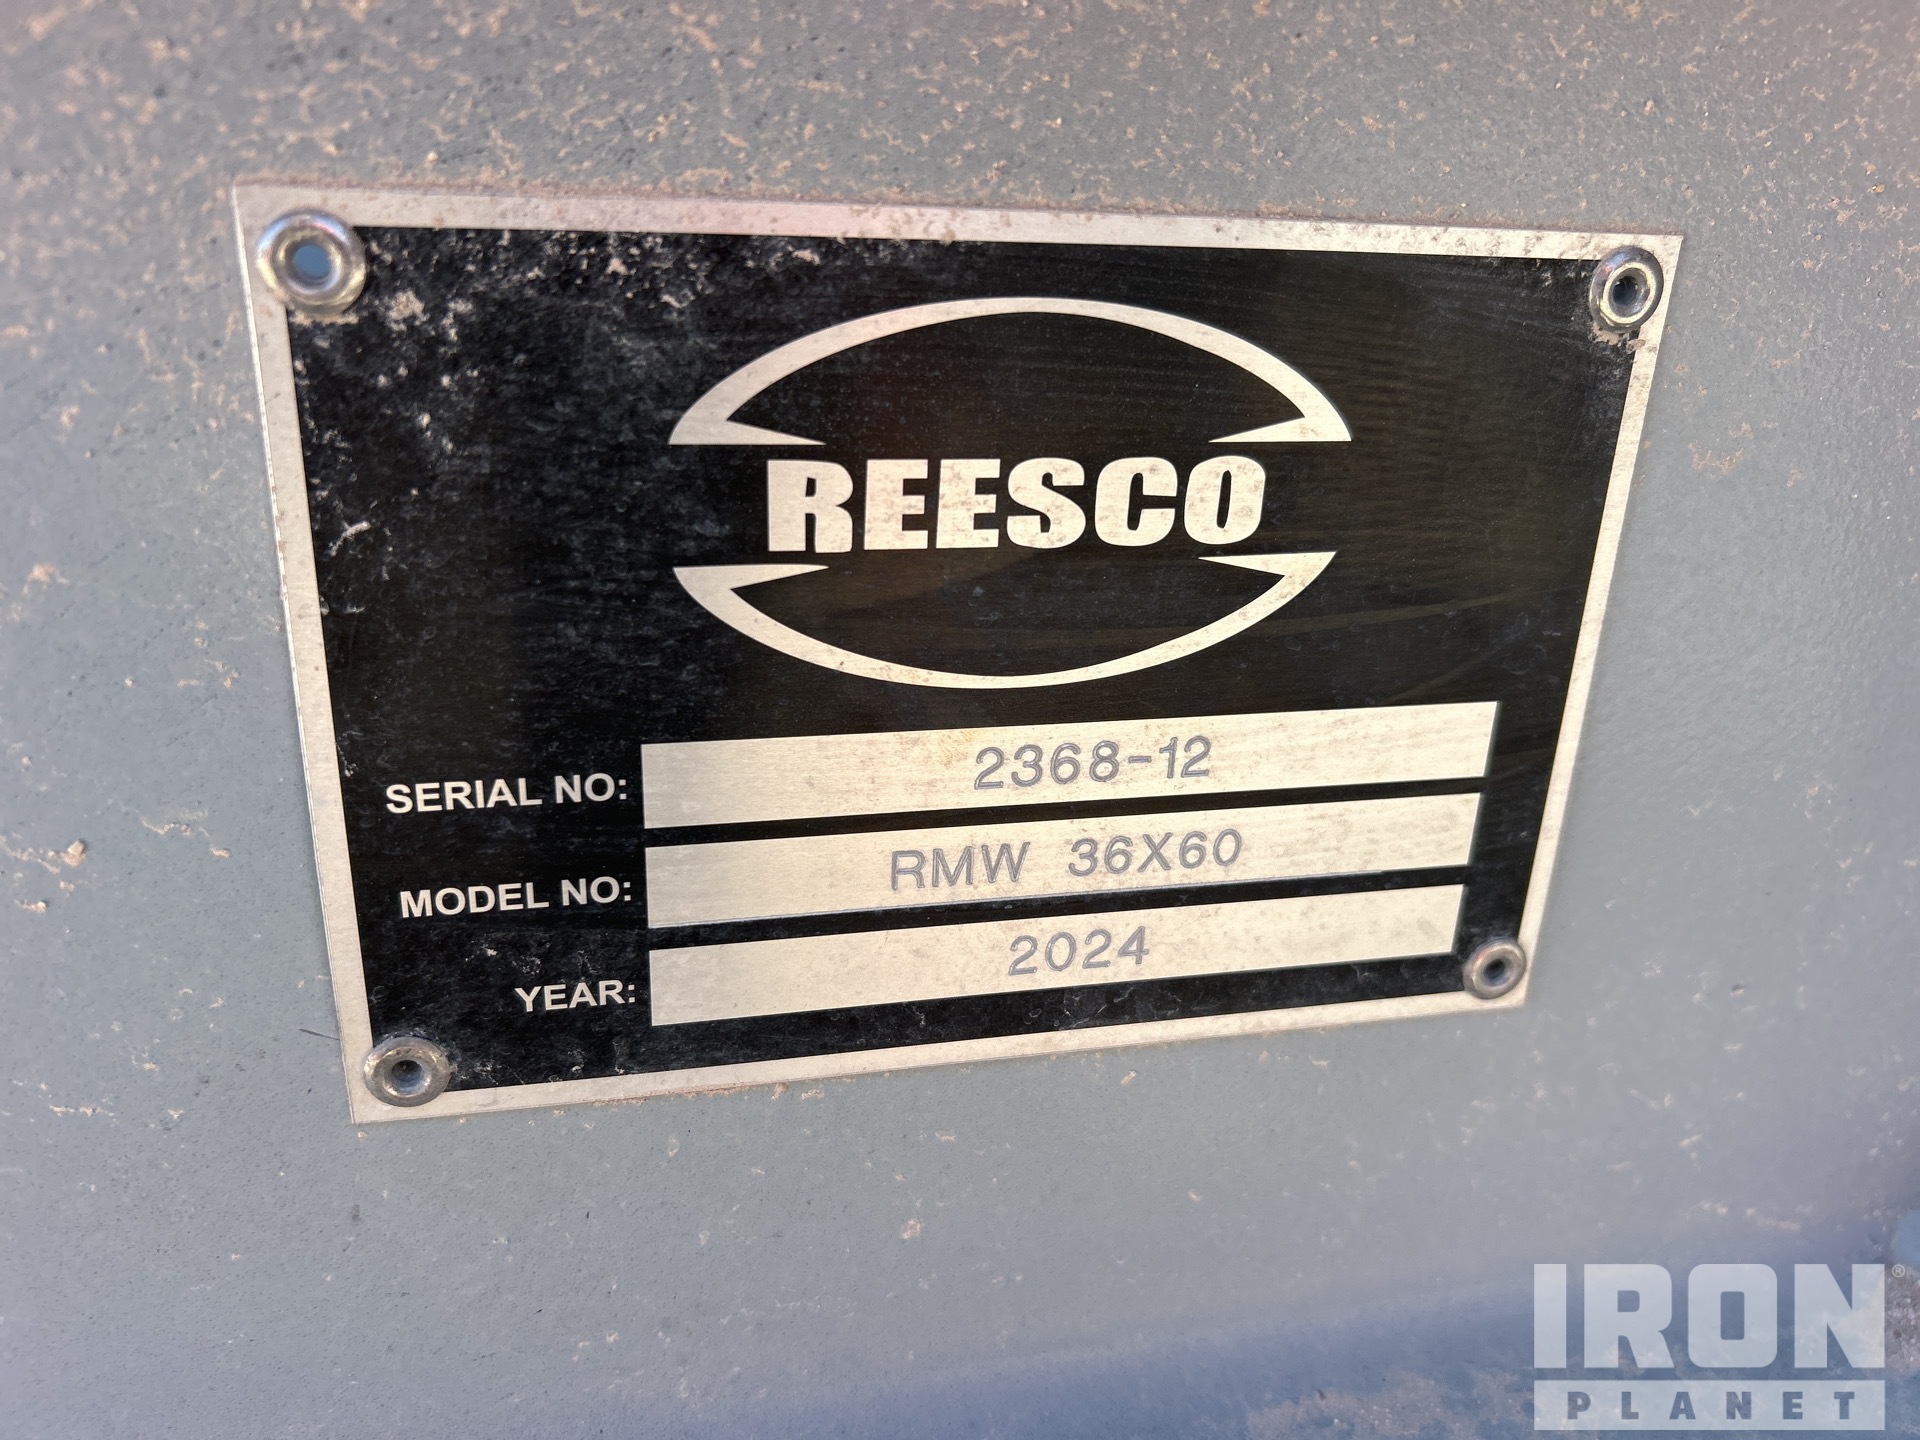 REESCO
SERIAL NO: 2368-12
MODEL NO: RMW 36X60
YEAR: 2024
IRON®
PLANET